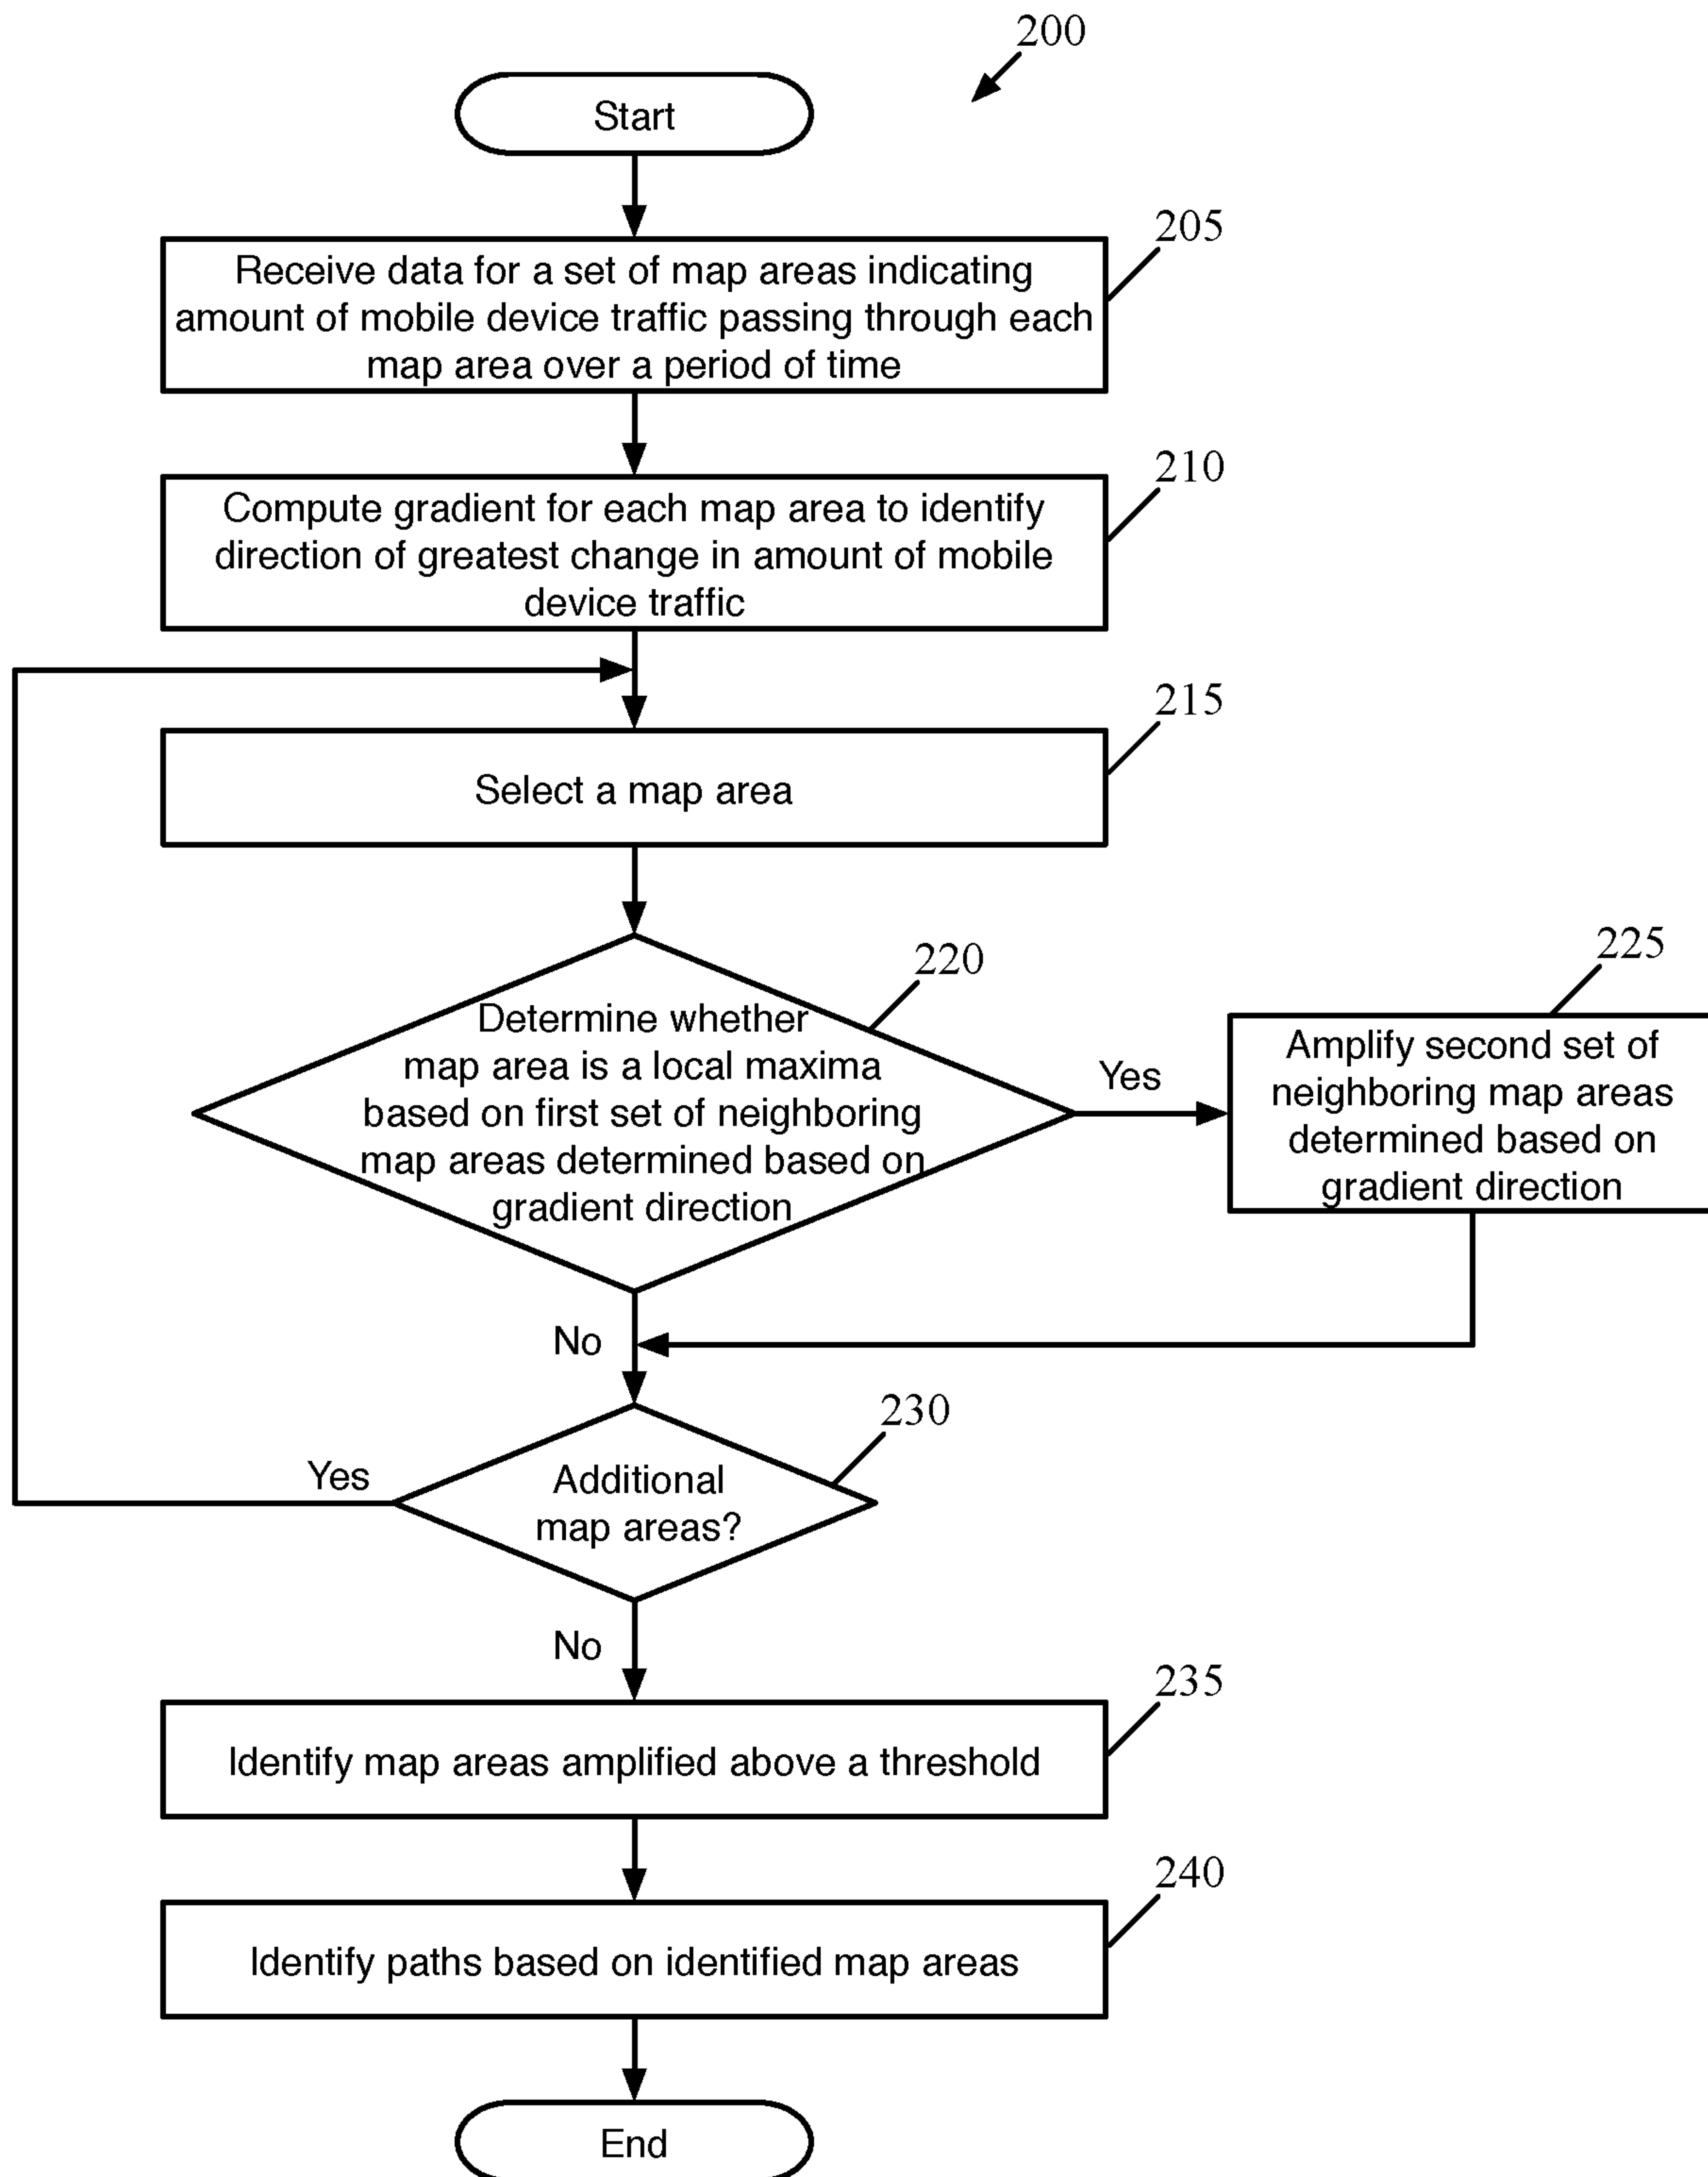 200
Start
205
Receive data for a set of map areas indicating
amount of mobile device traffic passing through each
map area over a period of time
210
Compute gradient for each map area to identify
direction of greatest change in amount of mobile
device traffic
215
Select a map area
220
Determine whether
map area is a local maxima
based on first set of neighboring
map areas determined based on
gradient direction
Yes
225
Amplify second set of
neighboring map areas
determined based on
gradient direction
No
230
Additional
map areas?
Yes
No
235
Identify map areas amplified above a threshold
240
Identify paths based on identified map areas
End